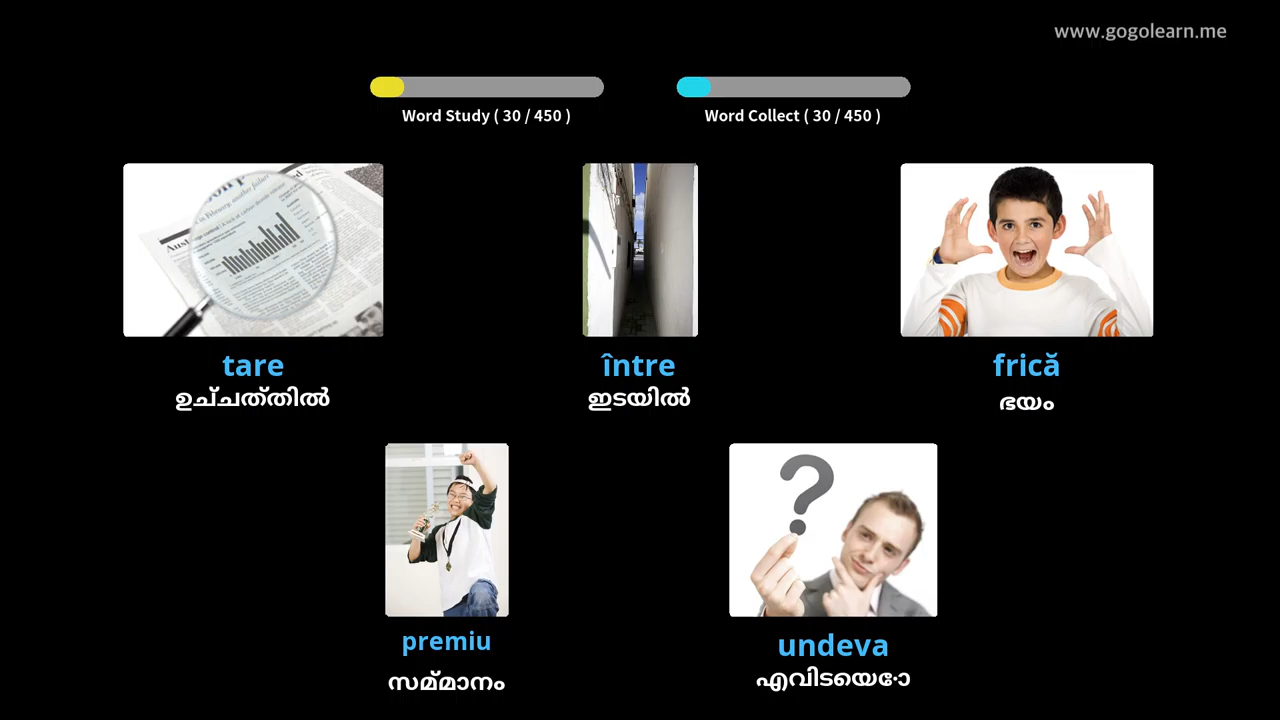 www.gogolearn.me
Word Study ( 30 / 450 )
Word Collect ( 30 / 450 )
tare
ഉച്ചത്തിൽ
între
ഇടയിൽ
frică
ഭയം
premiu
സമ്മാനം
undeva
എവിടയെോ